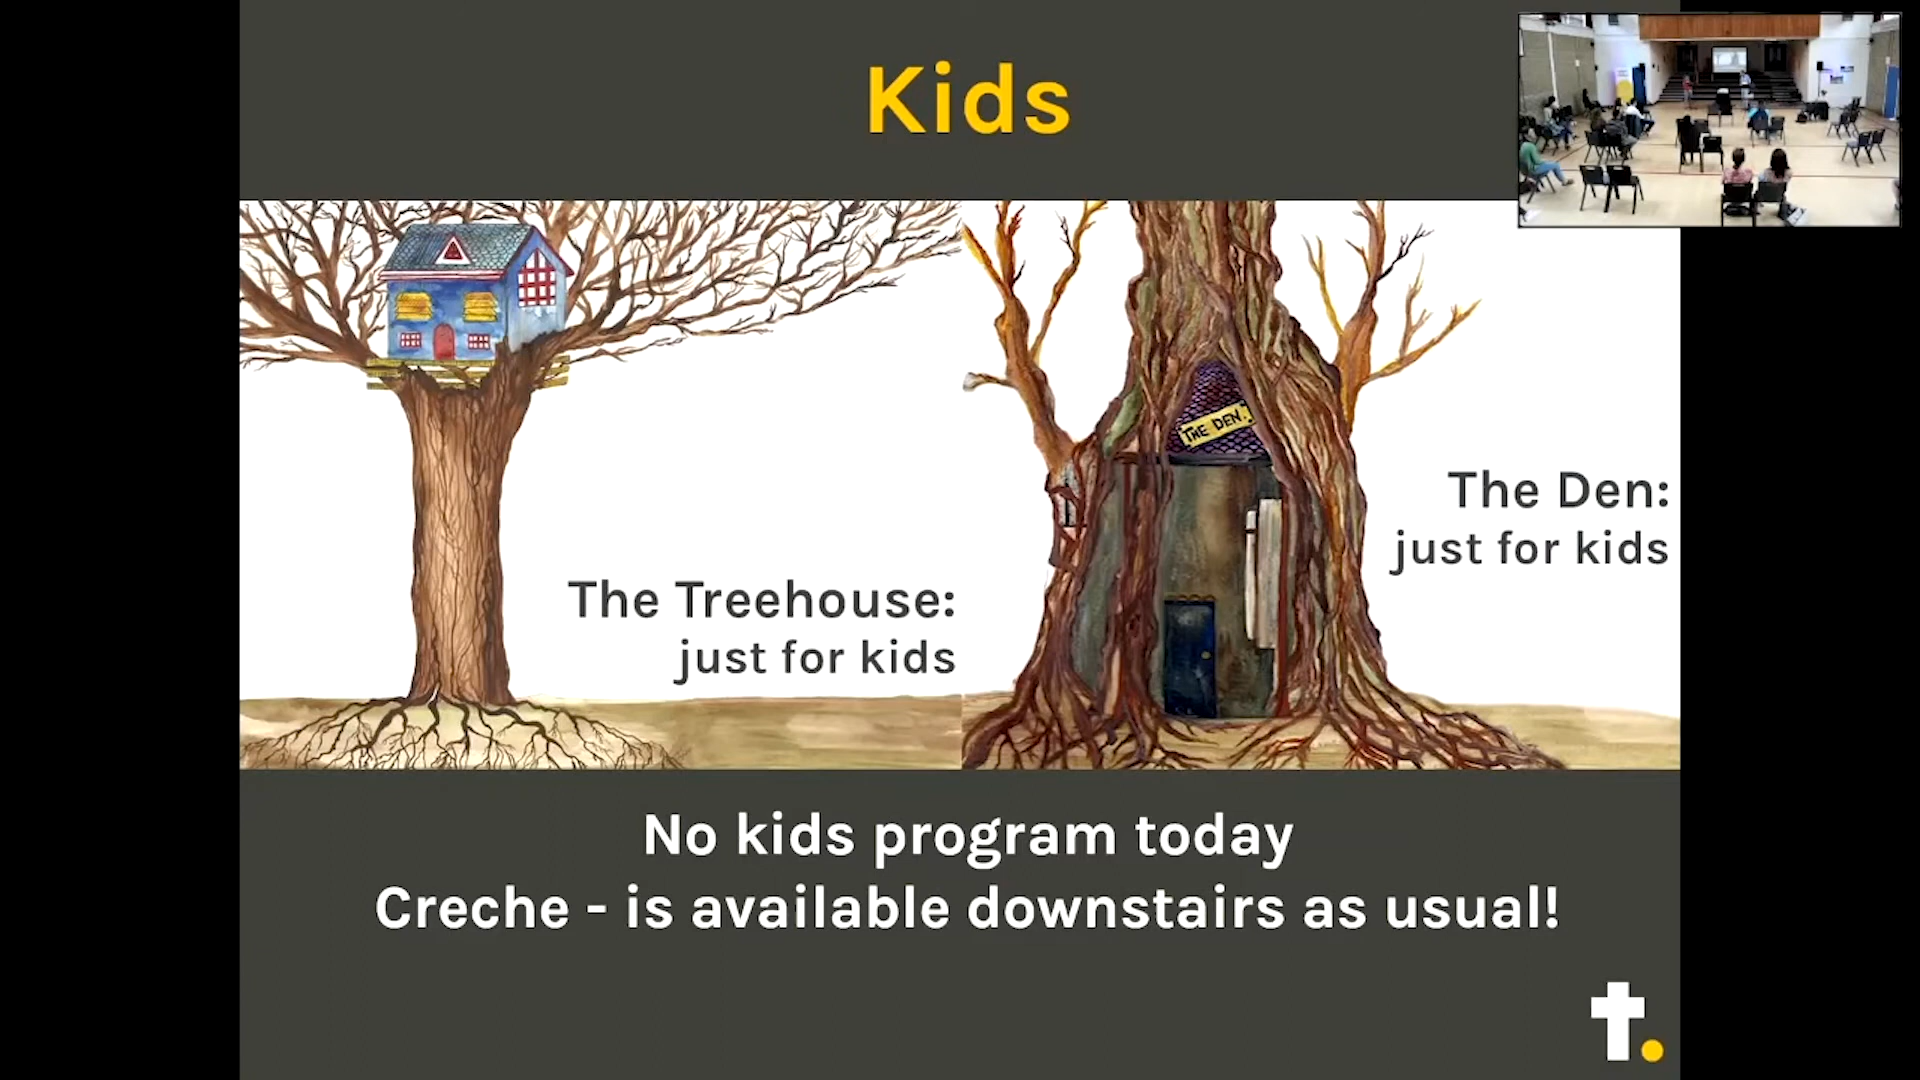 Kids
THE DEN.
The Treehouse:
just for kids
The Den:
just for kids
No kids program today
Creche - is available downstairs as usual!
t.